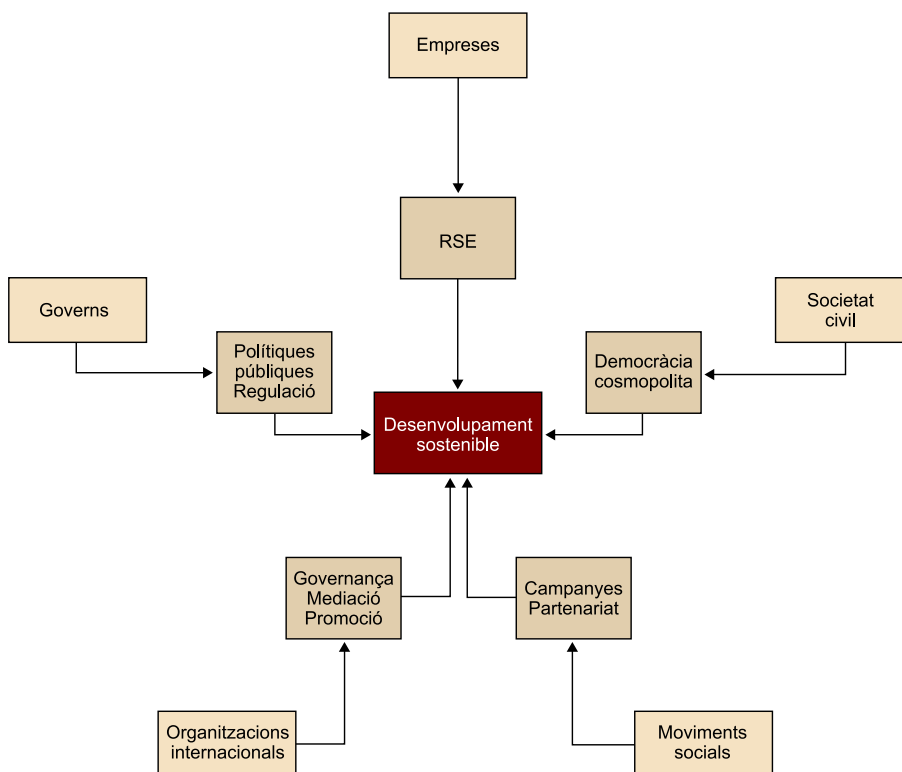 Empreses
RSE
Governs
Societat
civil
Polítiques
públiques
Regulació
Democràcia
cosmopolita
Desenvolupament
sostenible
Governança
Mediació
Promoció
Campanyes
Partenariat
Organitzacions
internacionals
Moviments
socials